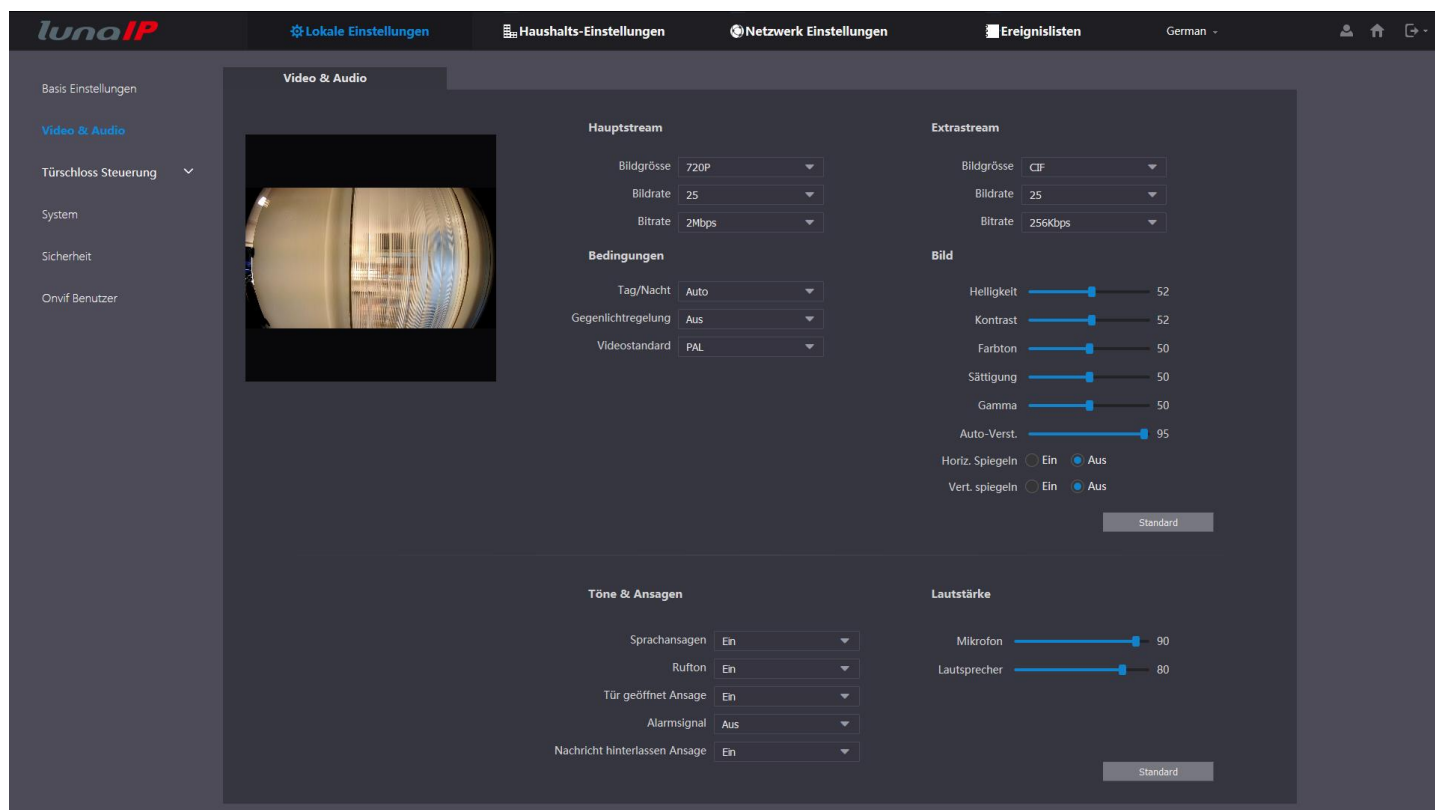 lunaIP
Lokale Einstellungen
Haushalts-Einstellungen
Netzwerk Einstellungen
Ereignislisten
German
Basis Einstellungen
Video & Audio
Türschloss Steuerung
System
Sicherheit
Onvif Benutzer
Video & Audio
Hauptstream
Bildgrösse 720P
Bildrate 25
Bitrate 2Mbps
Bedingungen
Tag/Nacht Auto
Gegenlichtregelung Aus
Videostandard PAL
Extrastream
Bildgrösse CIF
Bildrate 25
Bitrate 256Kbps
Bild
Helligkeit 52
Kontrast 52
Farbton 50
Sättigung 50
Gamma 50
Auto-Verst. 95
Horiz. Spiegeln Ein Aus
Vert. spiegeln Ein Aus
Standard
Töne & Ansagen
Sprachansagen Ein
Rufton Ein
Tür geöffnet Ansage Ein
Alarmsignal Aus
Nachricht hinterlassen Ansage Ein
Lautstärke
Mikrofon 90
Lautsprecher 80
Standard